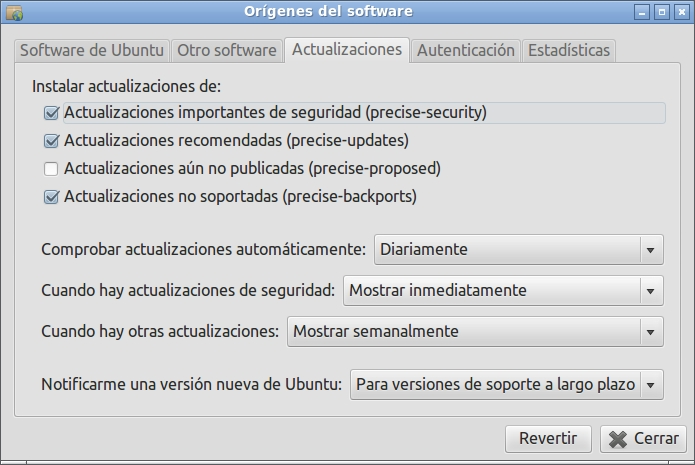 Orígenes del software
Software de Ubuntu Otro software Actualizaciones Autenticación Estadísticas
Instalar actualizaciones de:
Actualizaciones importantes de seguridad (precise-security)
Actualizaciones recomendadas (precise-updates)
Actualizaciones aún no publicadas (precise-proposed)
Actualizaciones no soportadas (precise-backports)
Comprobar actualizaciones automáticamente: Diariamente
Cuando hay actualizaciones de seguridad: Mostrar inmediatamente
Cuando hay otras actualizaciones: Mostrar semanalmente
Notificarme una versión nueva de Ubuntu: Para versiones de soporte a largo plazo
Revertir Cerrar